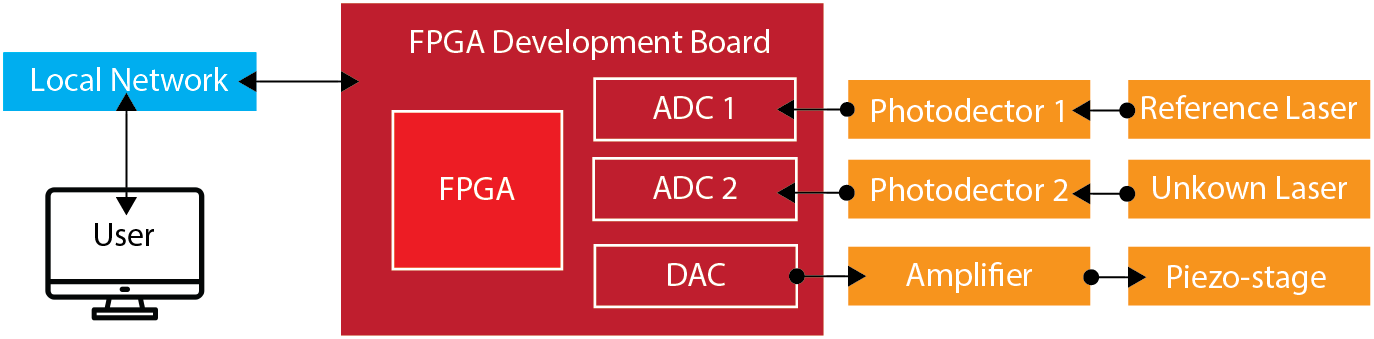 FPGA Development Board
Local Network
ADC 1
Photodector 1
Reference Laser
FPGA
ADC 2
Photodector 2
Unkown Laser
User
DAC
Amplifier
Piezo-stage